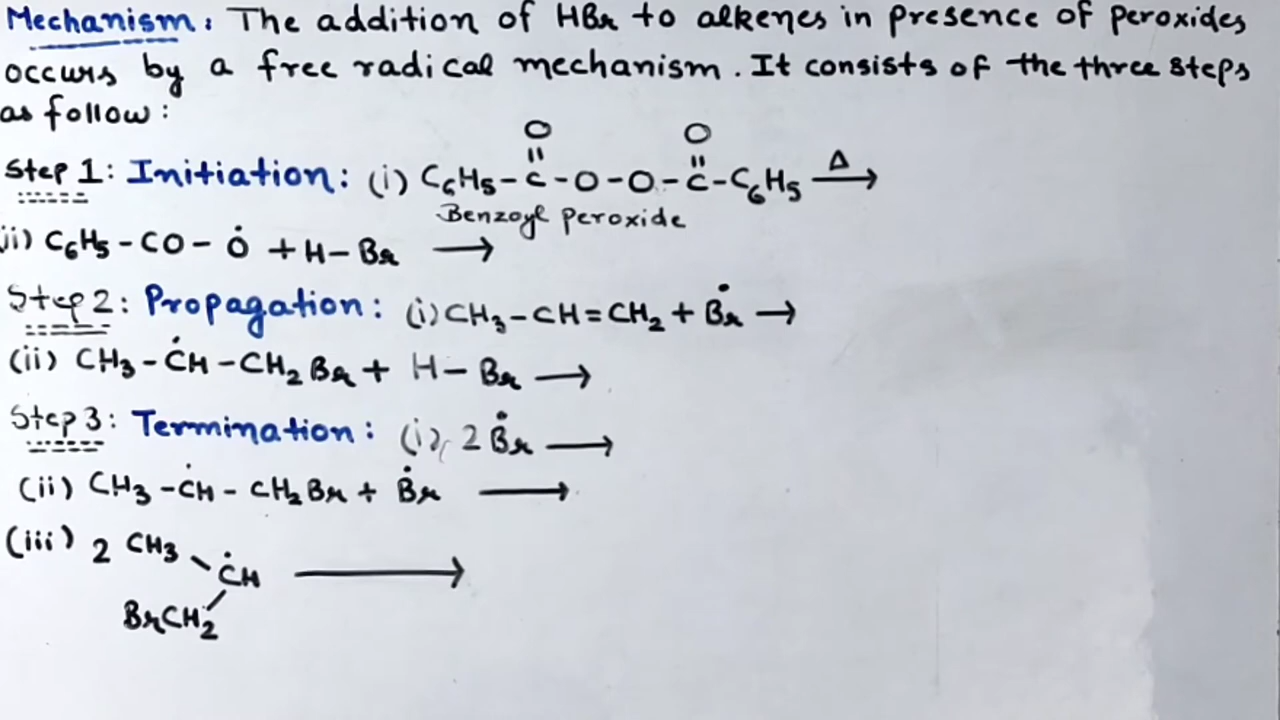 Mechanism: The addition of HBr to alkenes in presence of peroxides
occurs by a free radical mechanism. It consists of the three steps
as follow:
O O
Step 1: Initiation: (i) C₆H₅-C-O-O-C-C₆H₅ Δ→
Benzoyl peroxide
ii) C₆H₅-CO-Ȯ + H-Br →
Step 2: Propagation: (i) CH₃-CH=CH₂ + Ḃr →
(ii) CH₃-ĊH-CH₂Br + H-Br →
Step 3: Termination: (i) 2 Ḃr →
(ii) CH₃-ĊH-CH₂Br + Ḃr →
(iii) 2 CH₃
ĊH →
BrCH₂